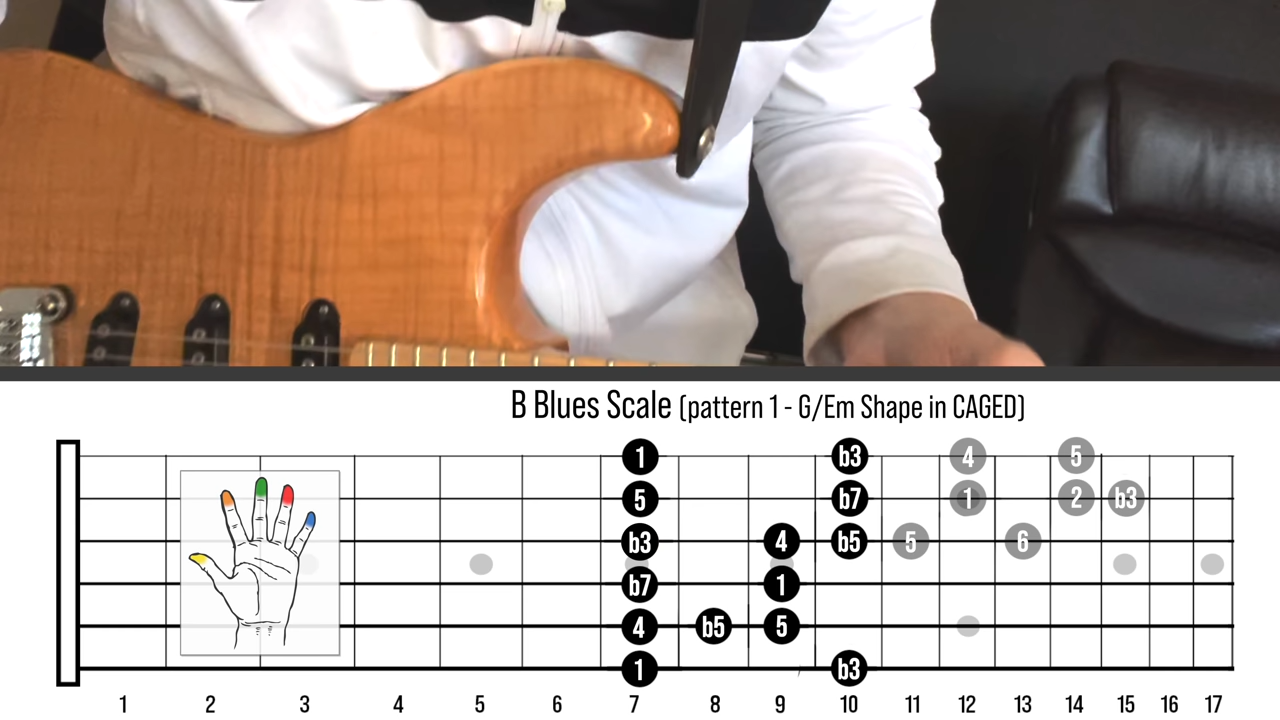 B Blues Scale (pattern 1 - G/Em Shape in CAGED)
1 b3 4 5
5 b7 1 2 b3
b3 4 b5 5 6
b7 1
4 b5 5
1 b3
1 2 3 4 5 6 7 8 9 10 11 12 13 14 15 16 17